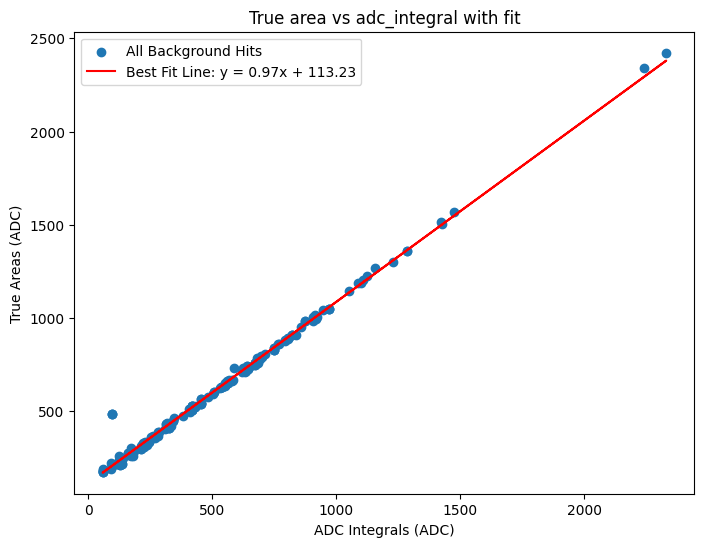 True area vs adc_integral with fit
All Background Hits
Best Fit Line: y = 0.97x + 113.23
2500
2000
1500
1000
500
True Areas (ADC)
0 500 1000 1500 2000
ADC Integrals (ADC)